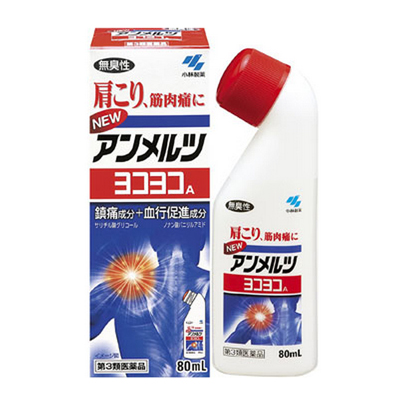 無臭性
小林製薬
肩こり、筋肉痛に
NEW
アンメルツ
ヨコヨコA
鎮痛成分+血行促進成分
サリチル酸グリコール
ノナン酸バニリルアミド
第3類医薬品
80mL
小林製薬
無臭性
肩こり、筋肉痛に
NEW
アンメルツ
ヨコヨコA
第3類医薬品
80mL